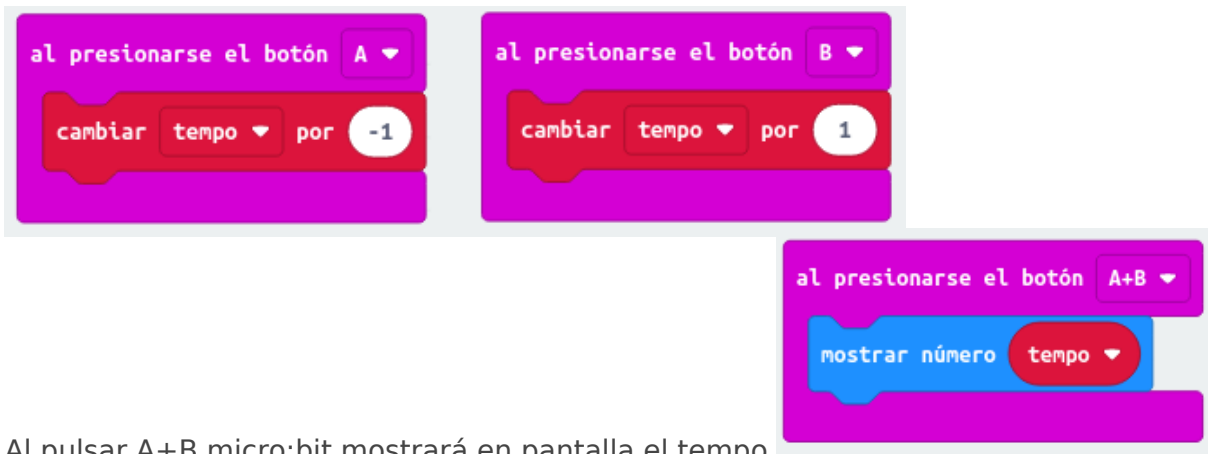 al presionarse el botón A
cambiar tempo por -1
al presionarse el botón B
cambiar tempo por 1
al presionarse el botón A+B
mostrar número tempo
Al pulsar A+B micro:bit mostrará en pantalla el tempo